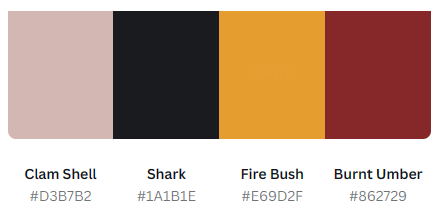 Clam Shell Shark Fire Bush Burnt Umber
#D3B7B2 #1A1B1E #E69D2F #862729